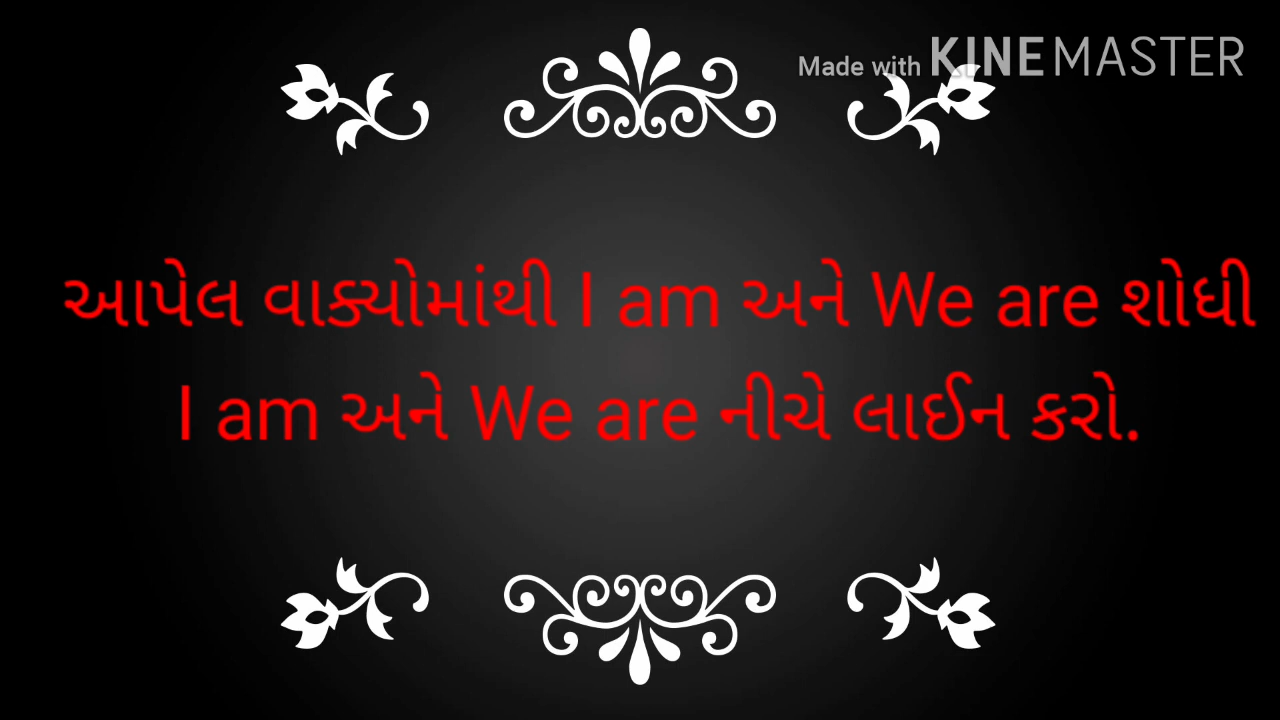 Made with KINEMASTER
આપેલ વાક્યોમાંથી I am અને We are શોધી
I am અને We are નીચે લાઈન કરો.